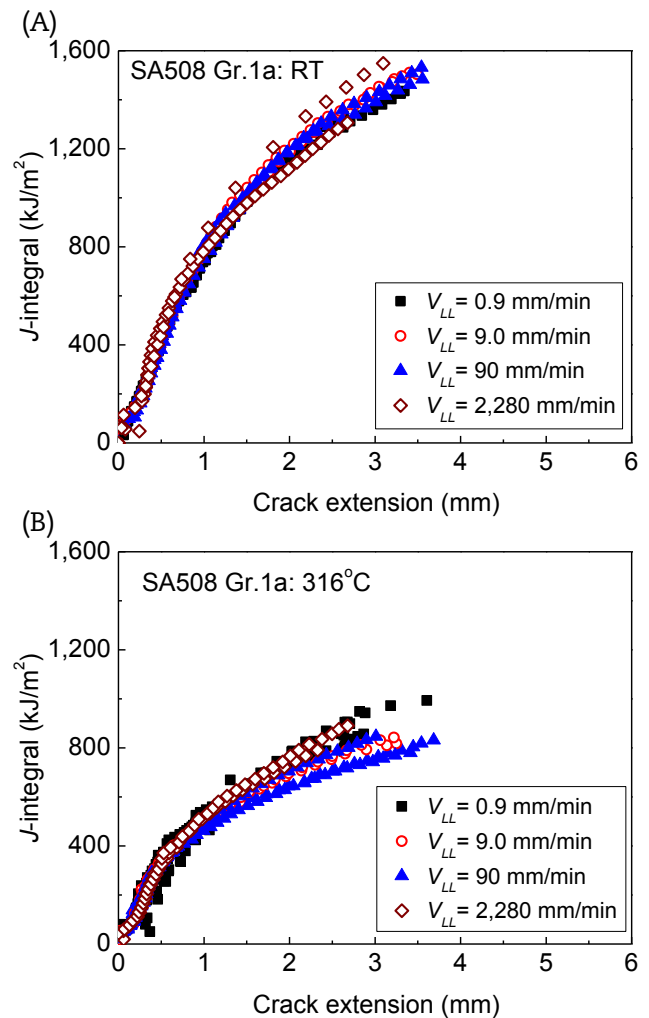 (A)
SA508 Gr.1a: RT
1,600
1,200
800
400
0
J-integral (kJ/m²)
V_LL= 0.9 mm/min
V_LL= 9.0 mm/min
V_LL= 90 mm/min
V_LL= 2,280 mm/min
0 1 2 3 4 5 6
Crack extension (mm)
(B)
SA508 Gr.1a: 316°C
1,600
1,200
800
400
0
J-integral (kJ/m²)
V_LL= 0.9 mm/min
V_LL= 9.0 mm/min
V_LL= 90 mm/min
V_LL= 2,280 mm/min
0 1 2 3 4 5 6
Crack extension (mm)